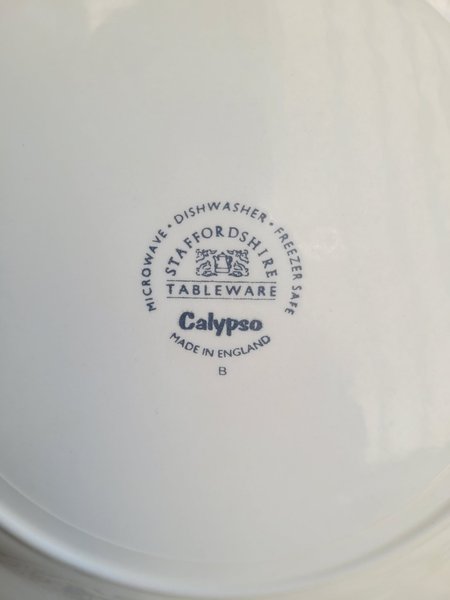 MICROWAVE • DISHWASHER • FREEZER SAFE
STAFFORDSHIRE
TABLEWARE
Calypso
MADE IN ENGLAND
B